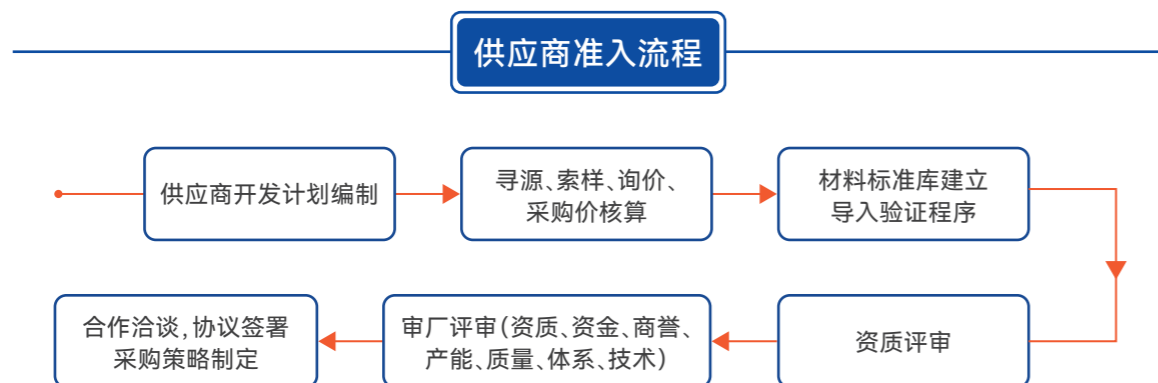 供应商准入流程
供应商开发计划编制
寻源、索样、询价、
采购价核算
材料标准库建立
导入验证程序
资质评审
审厂评审(资质、资金、商誉、
产能、质量、体系、技术)
合作洽谈,协议签署
采购策略制定